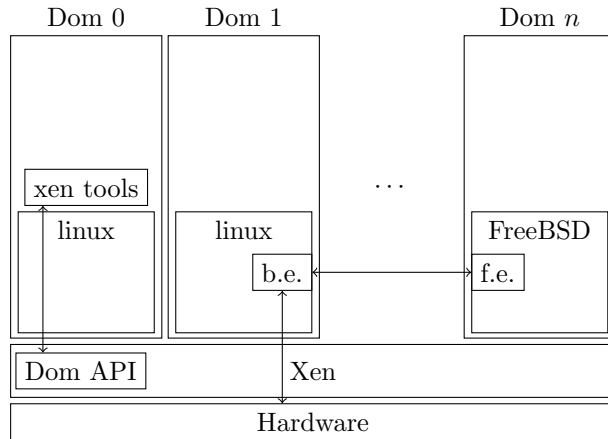 Dom 0 Dom 1 Dom n
...
xen tools
linux linux FreeBSD
b.e. f.e.
Dom API Xen
Hardware